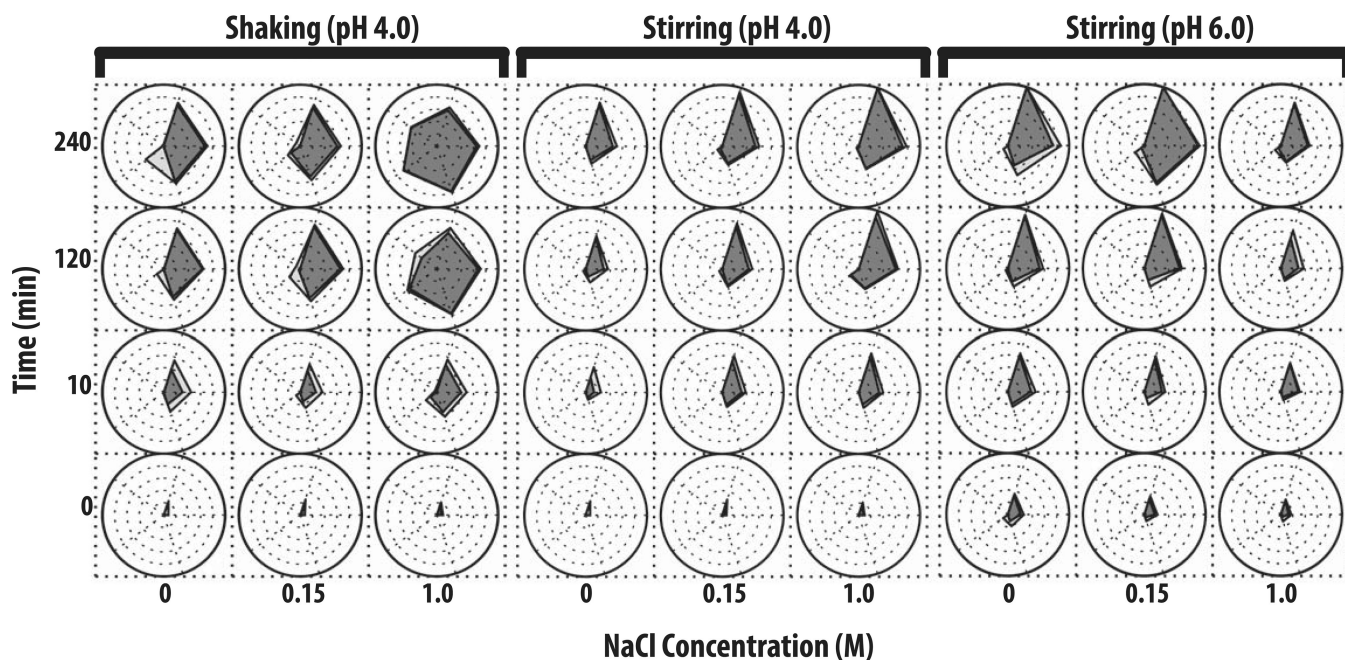 Shaking (pH 4.0) Stirring (pH 4.0) Stirring (pH 6.0)
Time (min)
240
120
10
0
0 0.15 1.0 0 0.15 1.0 0 0.15 1.0
NaCl Concentration (M)